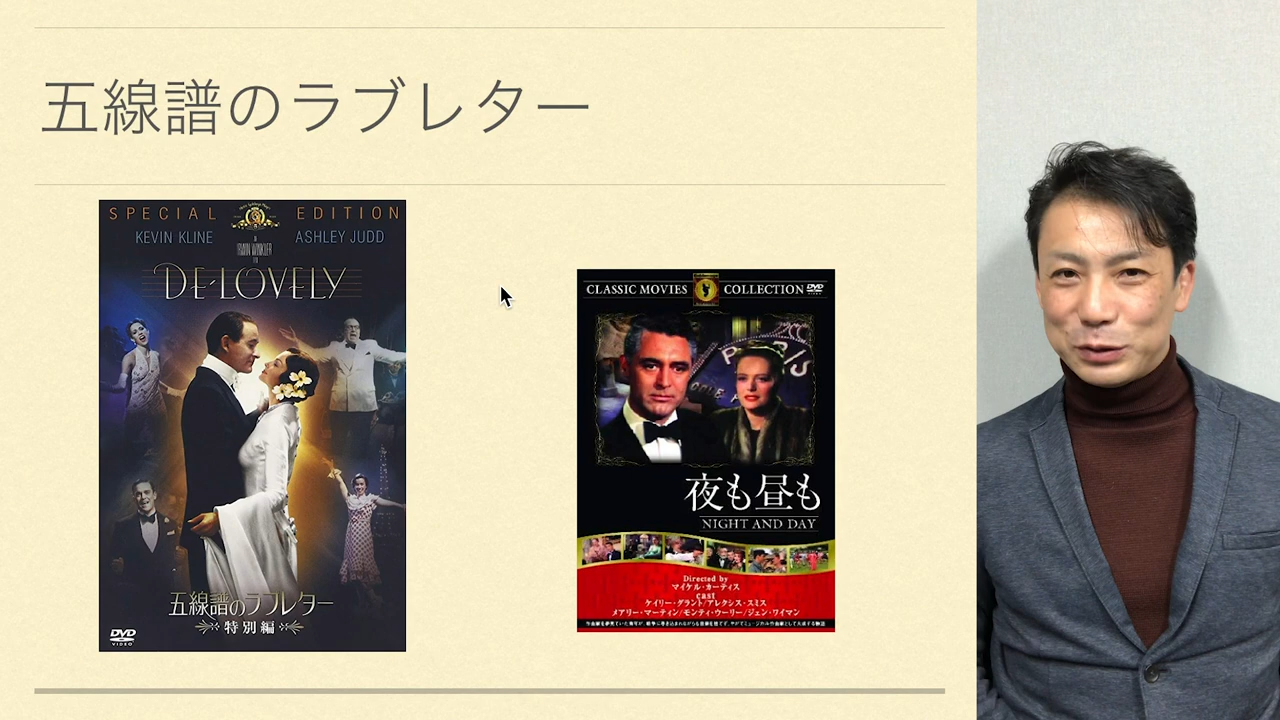 五線譜のラブレター
SPECIAL EDITION
KEVIN KLINE ASHLEY JUDD
DE-LOVELY
五線譜のラブレター
特別編
DVD
VIDEO
CLASSIC MOVIES COLLECTION DVD
夜も昼も
NIGHT AND DAY
Directed by
マイケル・カーティス
cast
ケイリー・グラント/アレクシス・スミス
メアリー・マーティン/モンティ・ウーリー/ジェン・ワイマン